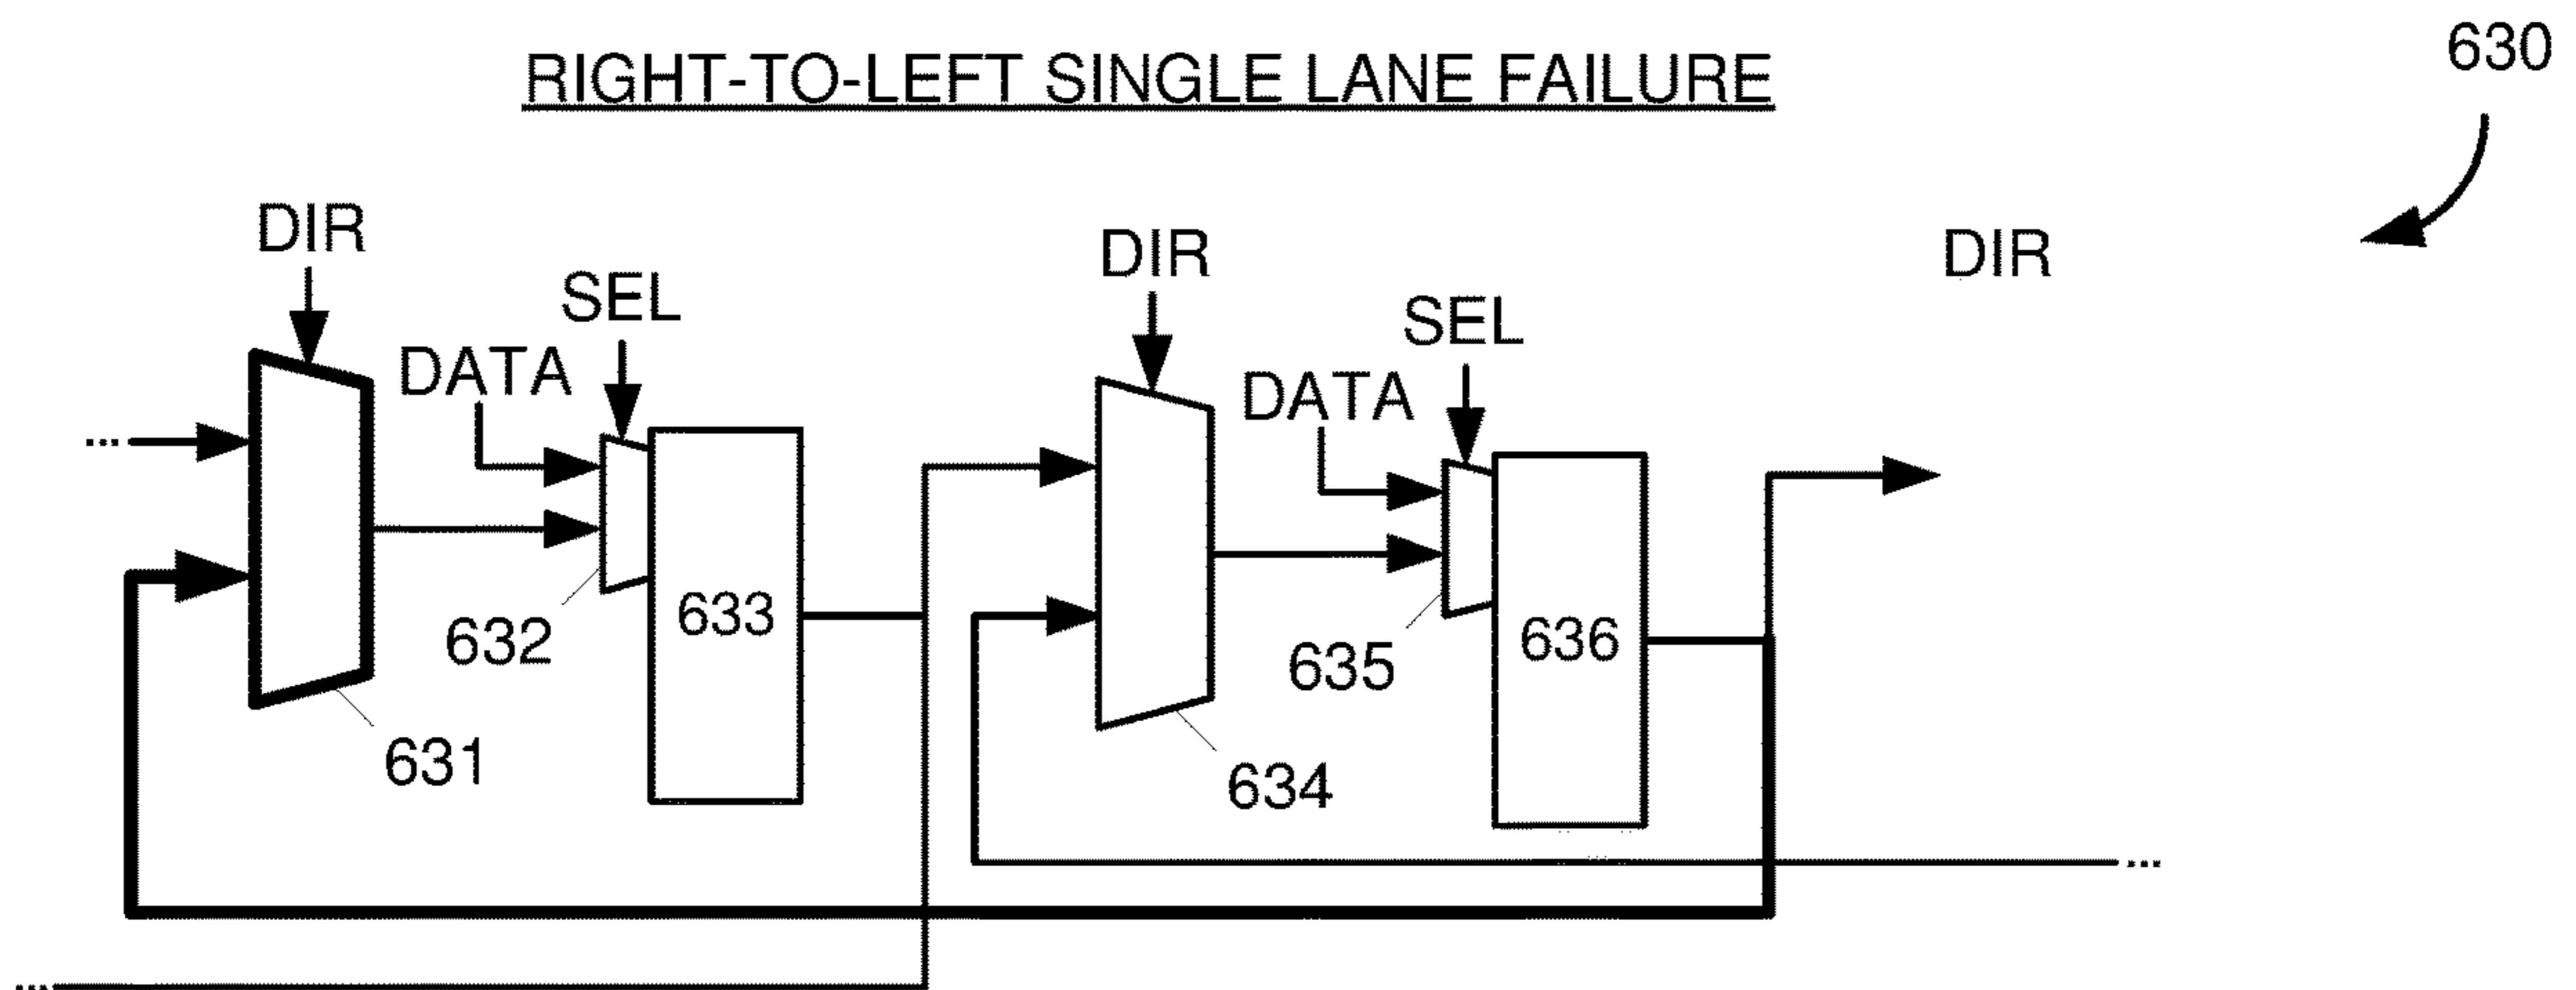 RIGHT-TO-LEFT SINGLE LANE FAILURE
630
DIR
DIR
DIR
SEL
SEL
DATA
DATA
...
632
633
635
636
631
634
...
...